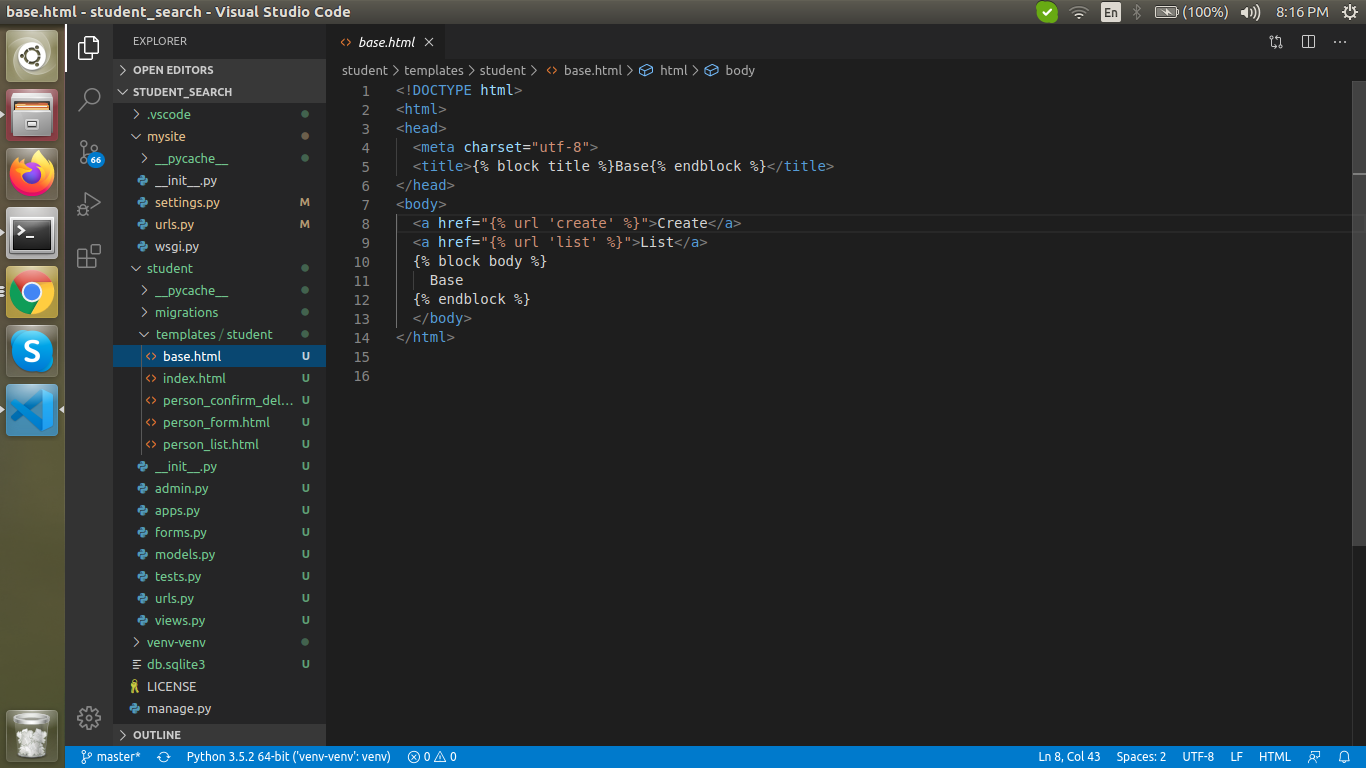 base.html - student_search - Visual Studio Code
En
(100%)
8:16 PM
EXPLORER
OPEN EDITORS
STUDENT_SEARCH
.vscode
mysite
__pycache__
__init__.py
settings.py M
urls.py M
wsgi.py
student
__pycache__
migrations
templates / student
base.html U
index.html U
person_confirm_del... U
person_form.html U
person_list.html U
__init__.py U
admin.py U
apps.py U
forms.py U
models.py U
tests.py U
urls.py U
views.py U
venv-venv
db.sqlite3 U
LICENSE
manage.py
OUTLINE
66
base.html
student > templates > student > base.html > html > body
1 <!DOCTYPE html>
2 <html>
3 <head>
4 <meta charset="utf-8">
5 <title>{% block title %}Base{% endblock %}</title>
6 </head>
7 <body>
8 <a href="{% url 'create' %}">Create</a>
9 <a href="{% url 'list' %}">List</a>
10 {% block body %}
11 Base
12 {% endblock %}
13 </body>
14 </html>
15
16
master* Python 3.5.2 64-bit ('venv-venv': venv) 0 0 Ln 8, Col 43 Spaces: 2 UTF-8 LF HTML